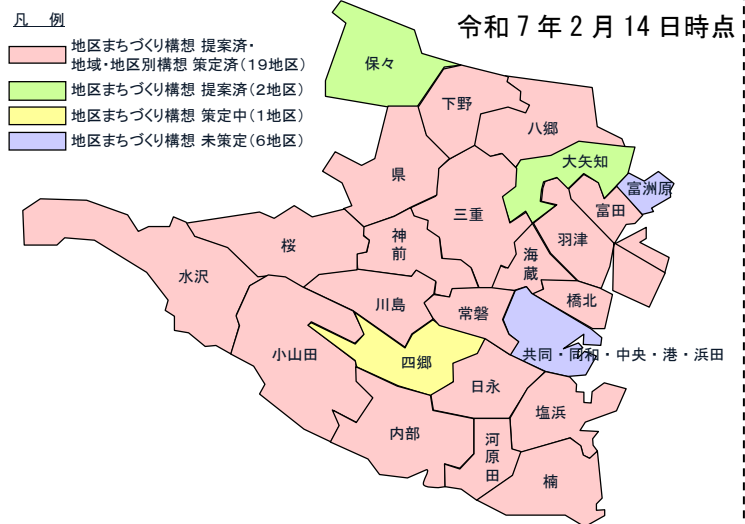 凡 例
令和7年2月14日時点
地区まちづくり構想 提案済・
地域・地区別構想 策定済(19地区)
地区まちづくり構想 提案済(2地区)
地区まちづくり構想 策定中(1地区)
地区まちづくり構想 未策定(6地区)
保々
下野
八郷
大矢知
県
富洲原
三重
富田
桜
神前
羽津
海蔵
水沢
川島
橋北
常磐
小山田
四郷
共同・同和・中央・港・浜田
日永
塩浜
内部
河原田
楠